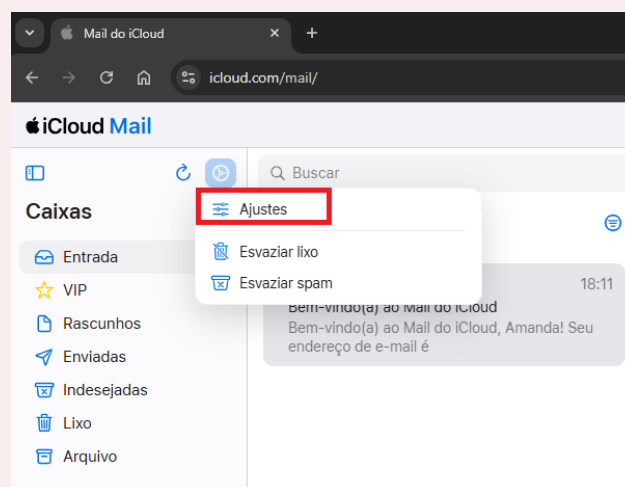 Mail do iCloud
icloud.com/mail/
iCloud Mail
Buscar
Caixas
Ajustes
Entrada
Esvaziar lixo
VIP
Esvaziar spam
18:11
Rascunhos
Bem-vindo(a) ao Mail do iCloud
Bem-vindo(a) ao Mail do iCloud, Amanda! Seu
endereço de e-mail é
Enviadas
Indesejadas
Lixo
Arquivo